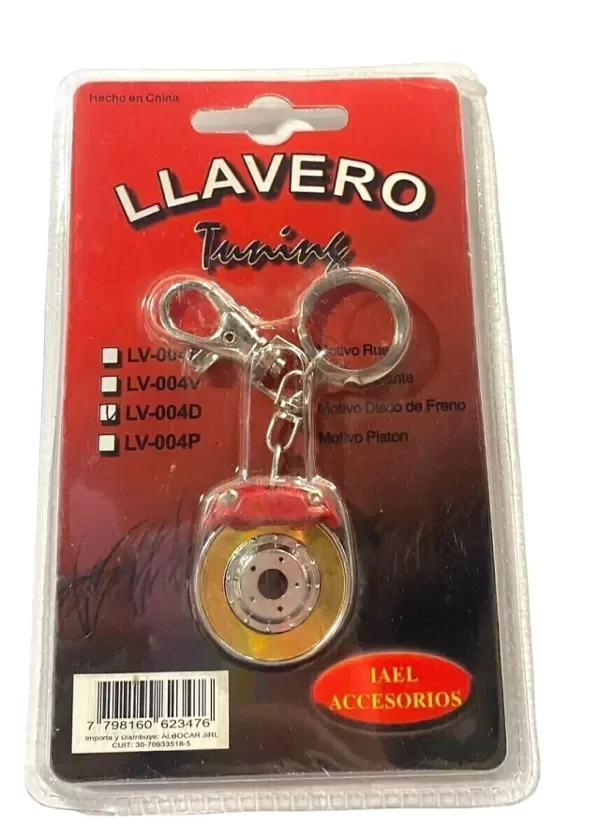 Hecho en China
LLAVERO
Tuning
Motivo
LV-004V
LV-004D Motivo Disco de Freno
LV-004P Motivo Piston
IAEL
ACCESORIOS
7 798160 623476
Importa y Distribuye: ALBOCAR SRL
CUIT: 30-70933518-5